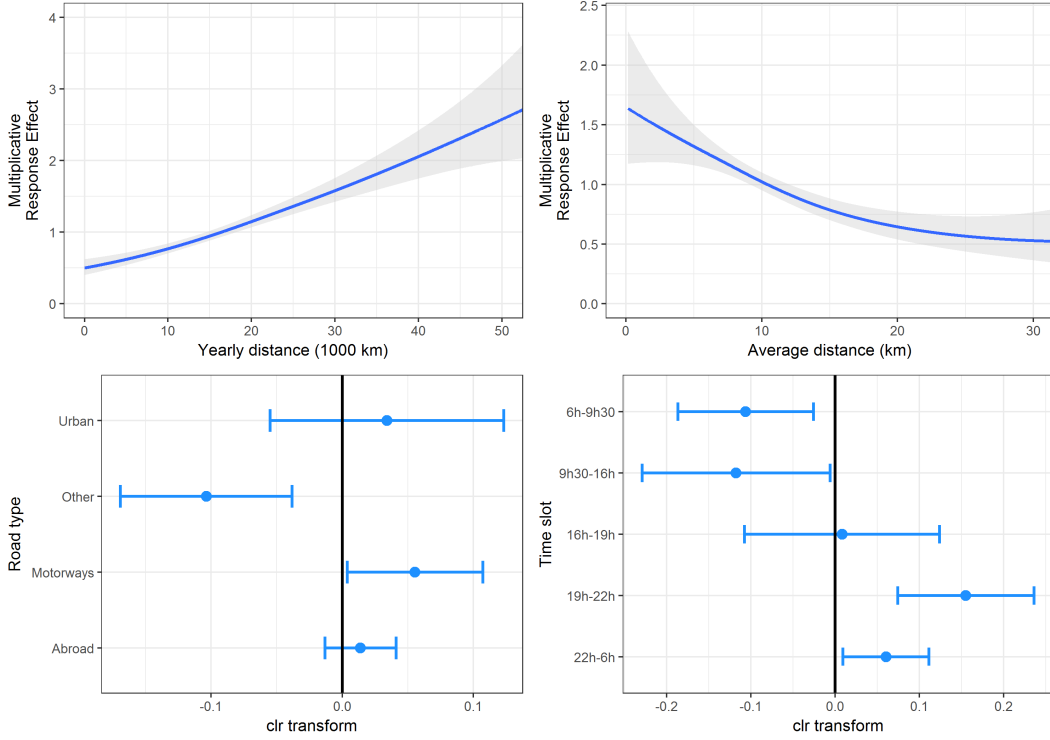 Multiplicative
Response Effect
4
3
2
1
0
0 10 20 30 40 50
Yearly distance (1000 km)
Multiplicative
Response Effect
2.5
2.0
1.5
1.0
0.5
0.0
0 10 20 30
Average distance (km)
Road type
Urban
Other
Motorways
Abroad
-0.1 0.0 0.1
clr transform
Time slot
6h-9h30
9h30-16h
16h-19h
19h-22h
22h-6h
-0.2 -0.1 0.0 0.1 0.2
clr transform